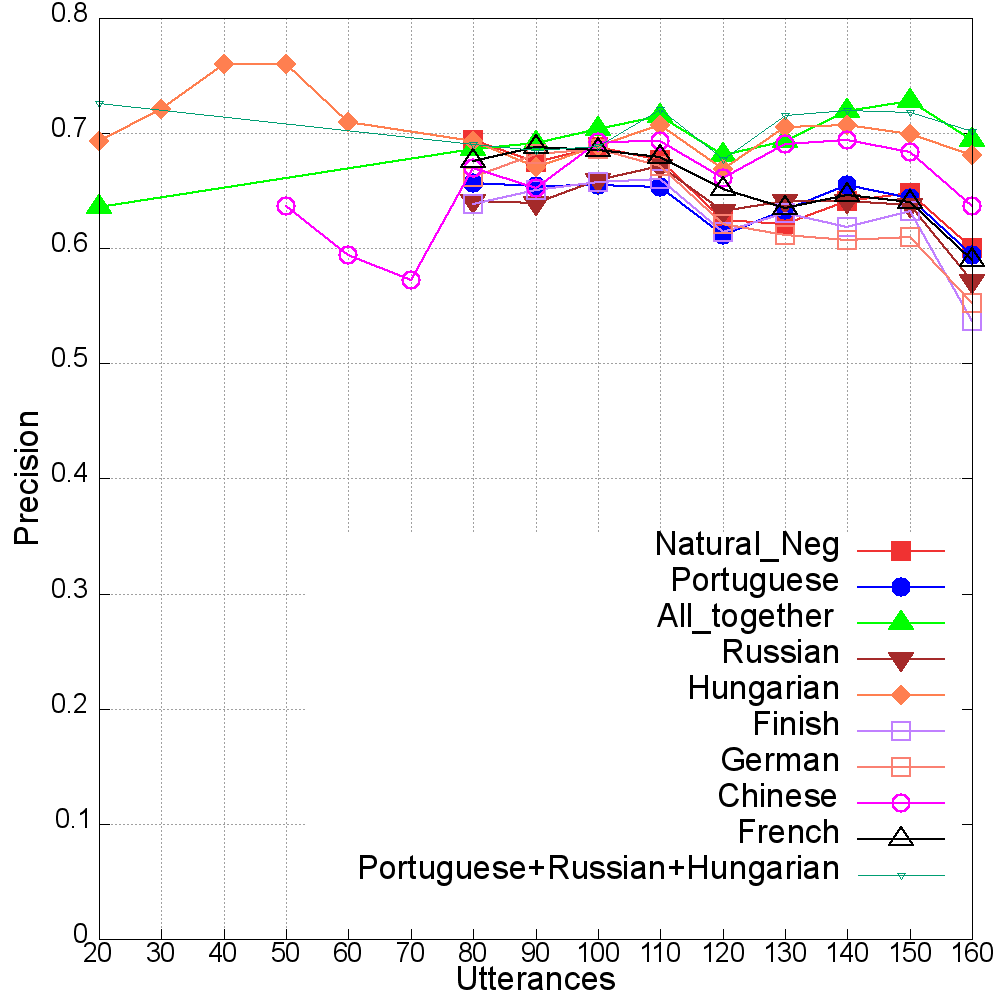 0.8
0.7
0.6
0.5
0.4
0.3
0.2
0.1
0
Precision
Natural_Neg
Portuguese
All_together
Russian
Hungarian
Finish
German
Chinese
French
Portuguese+Russian+Hungarian
20 30 40 50 60 70 80 90 100 110 120 130 140 150 160
Utterances